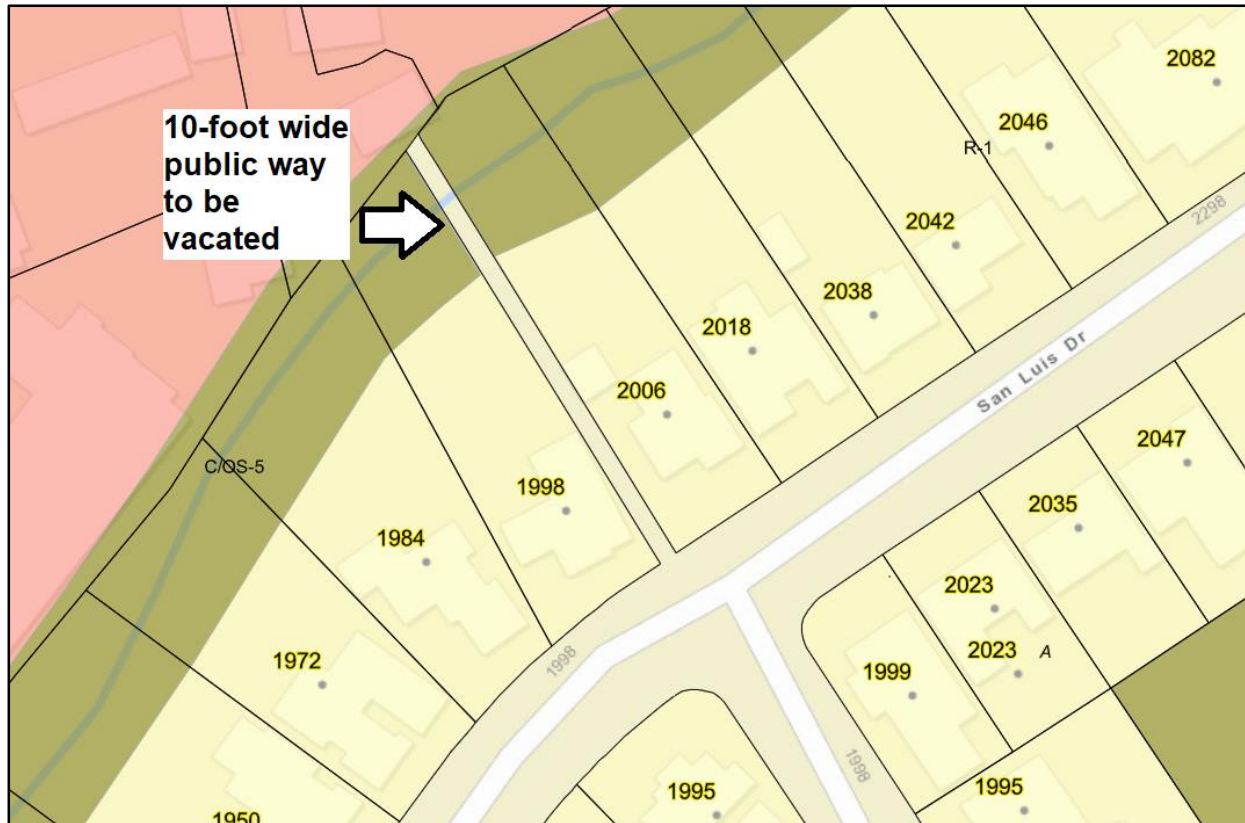 10-foot wide
public way
to be
vacated
2082
2046
R-1
2298
2042
2038
2018
2006
San Luis Dr
2047
C/OS-5
1998
2035
1984
2023
2023
A
1999
1998
1972
1998
1995
1995
1950